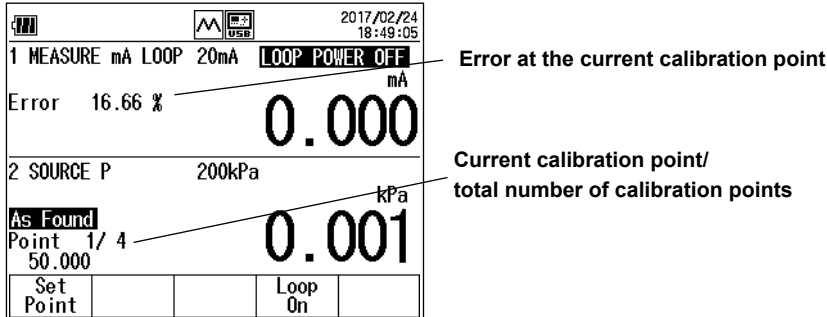 2017/02/24
USB
18:49:05
1 MEASURE mA LOOP 20mA LOOP POWER OFF
mA
Error 16.66 %
0.000
2 SOURCE P 200kPa
kPa
As Found
Point 1/ 4
50.000
0.001
Set Point
Loop On
Error at the current calibration point
Current calibration point/
total number of calibration points